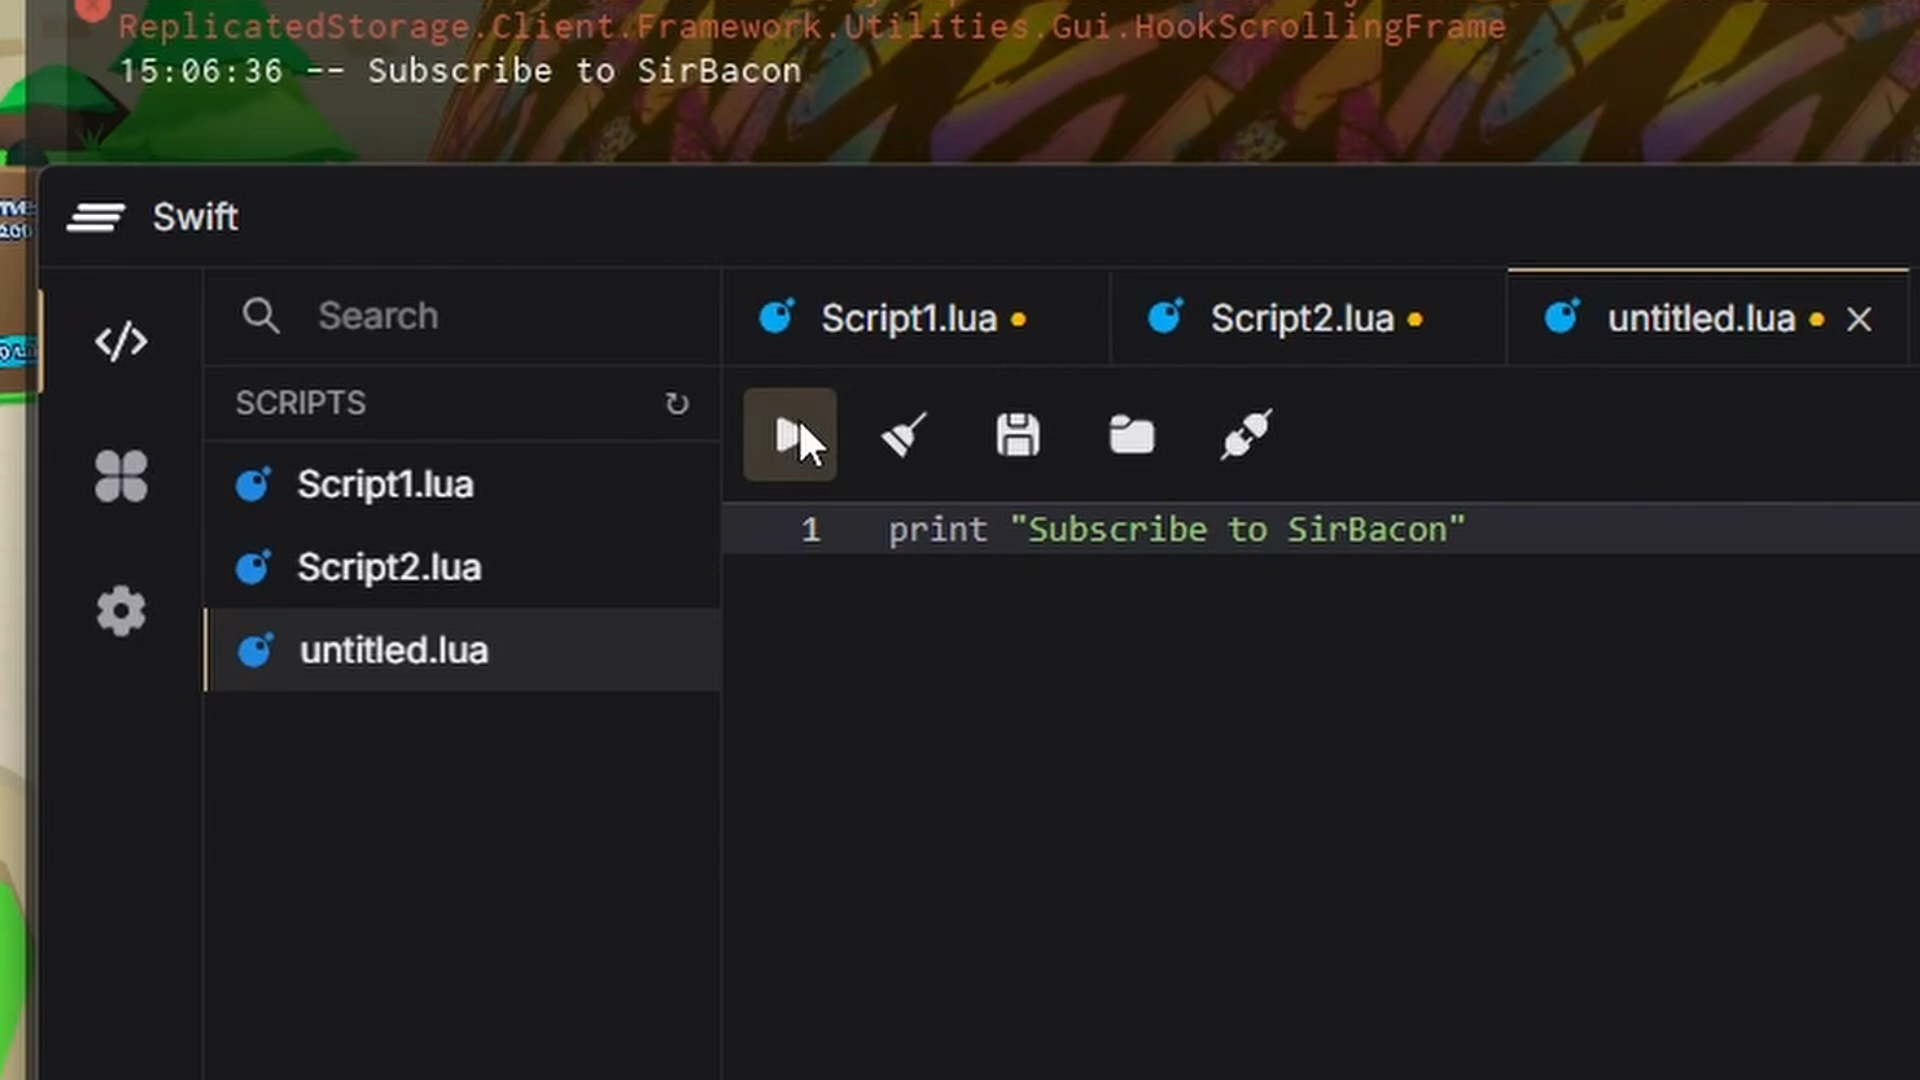 ReplicatedStorage.Client.Framework.Utilities.Gui.HookScrollingFrame
15:06:36 -- Subscribe to SirBacon
Swift
Search
Script1.lua
Script2.lua
untitled.lua
SCRIPTS
Script1.lua
Script2.lua
untitled.lua
1 print "Subscribe to SirBacon"